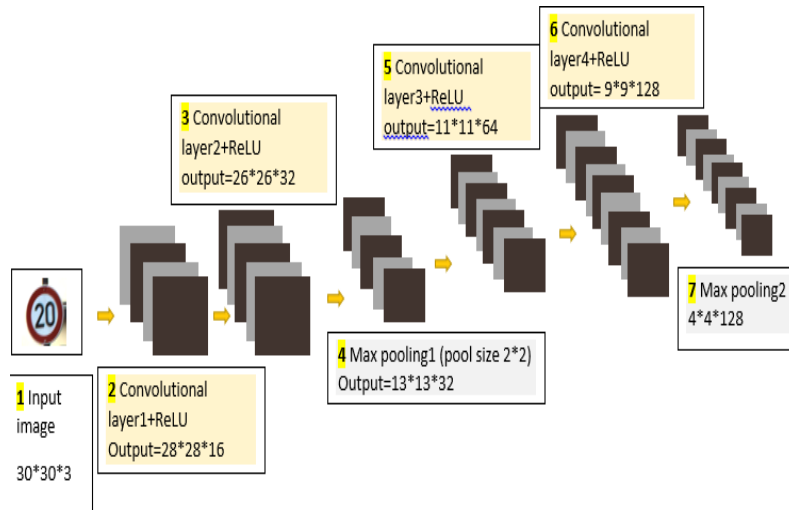 1 Input
image
30*30*3
20
2 Convolutional
layer1+ReLU
Output=28*28*16
3 Convolutional
layer2+ReLU
output=26*26*32
4 Max pooling1 (pool size 2*2)
Output=13*13*32
5 Convolutional
layer3+ReLU
output=11*11*64
6 Convolutional
layer4+ReLU
output= 9*9*128
7 Max pooling2
4*4*128